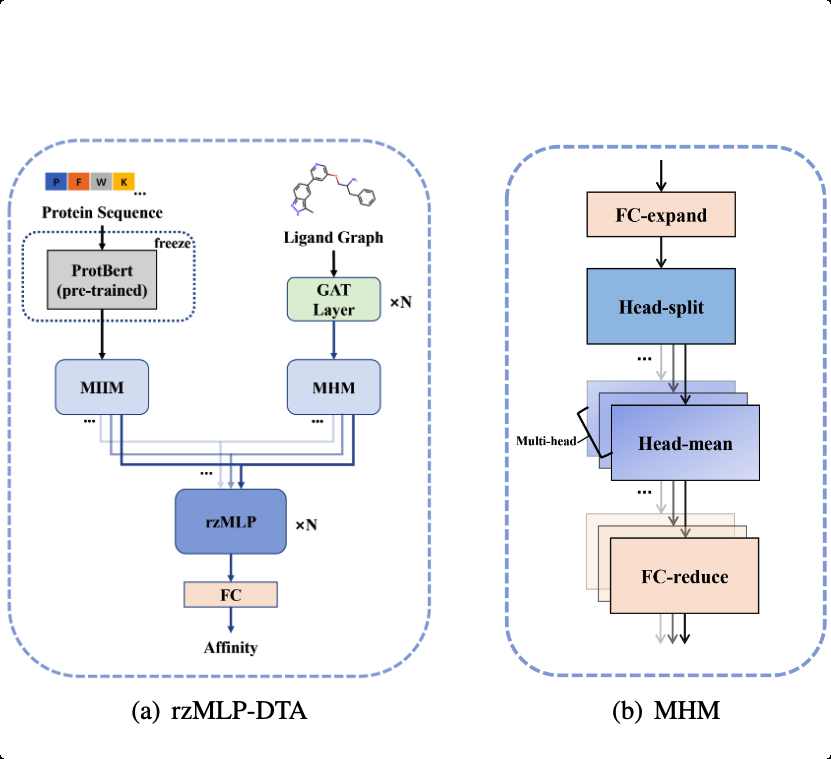 P F W K ...
Protein Sequence
freeze
ProtBert
(pre-trained)
Ligand Graph
GAT
Layer
×N
MHM
...
MHM
...
...
rzMLP
×N
FC
Affinity
(a) rzMLP-DTA
FC-expand
Head-split
...
Multi-head
Head-mean
...
FC-reduce
(b) MHM